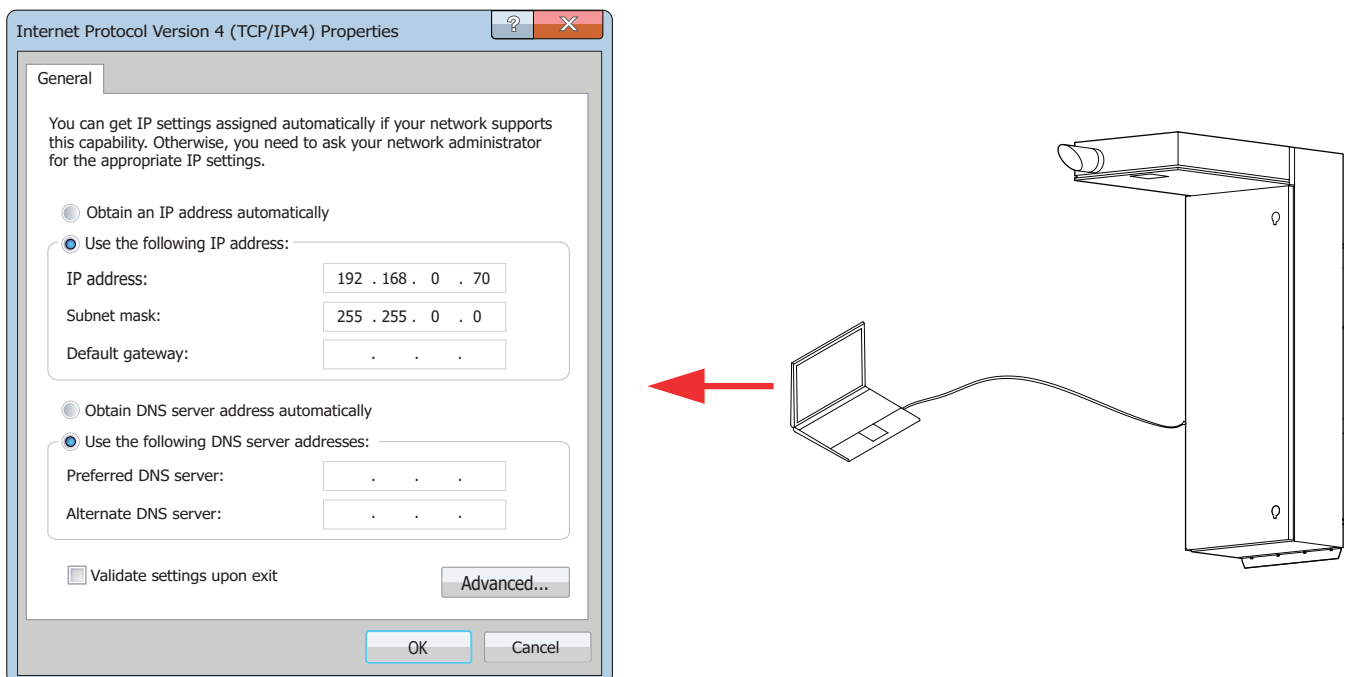 Internet Protocol Version 4 (TCP/IPv4) Properties
?
X
General
You can get IP settings assigned automatically if your network supports
this capability. Otherwise, you need to ask your network administrator
for the appropriate IP settings.
Obtain an IP address automatically
Use the following IP address:
IP address: 192 . 168 . 0 . 70
Subnet mask: 255 . 255 . 0 . 0
Default gateway: . . .
Obtain DNS server address automatically
Use the following DNS server addresses:
Preferred DNS server: . . .
Alternate DNS server: . . .
Validate settings upon exit
Advanced...
OK Cancel